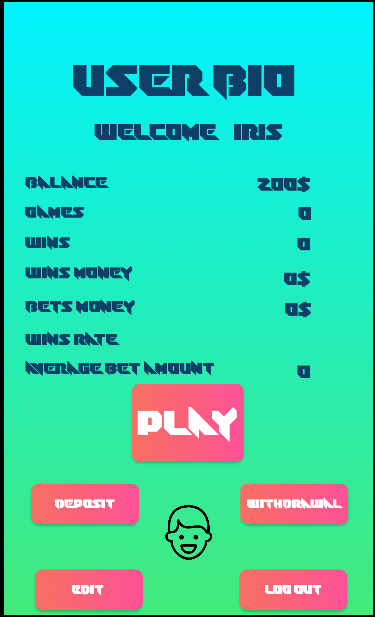 USER BIO
WELCOME IRIS
BALANCE 200$
GAMES 0
WINS 0
WINS MONEY 0$
BETS MONEY 0$
WINS RATE
AVERAGE BET AMOUNT 0
PLAY
DEPOSIT WITHDRAWAL
EDIT LOG OUT